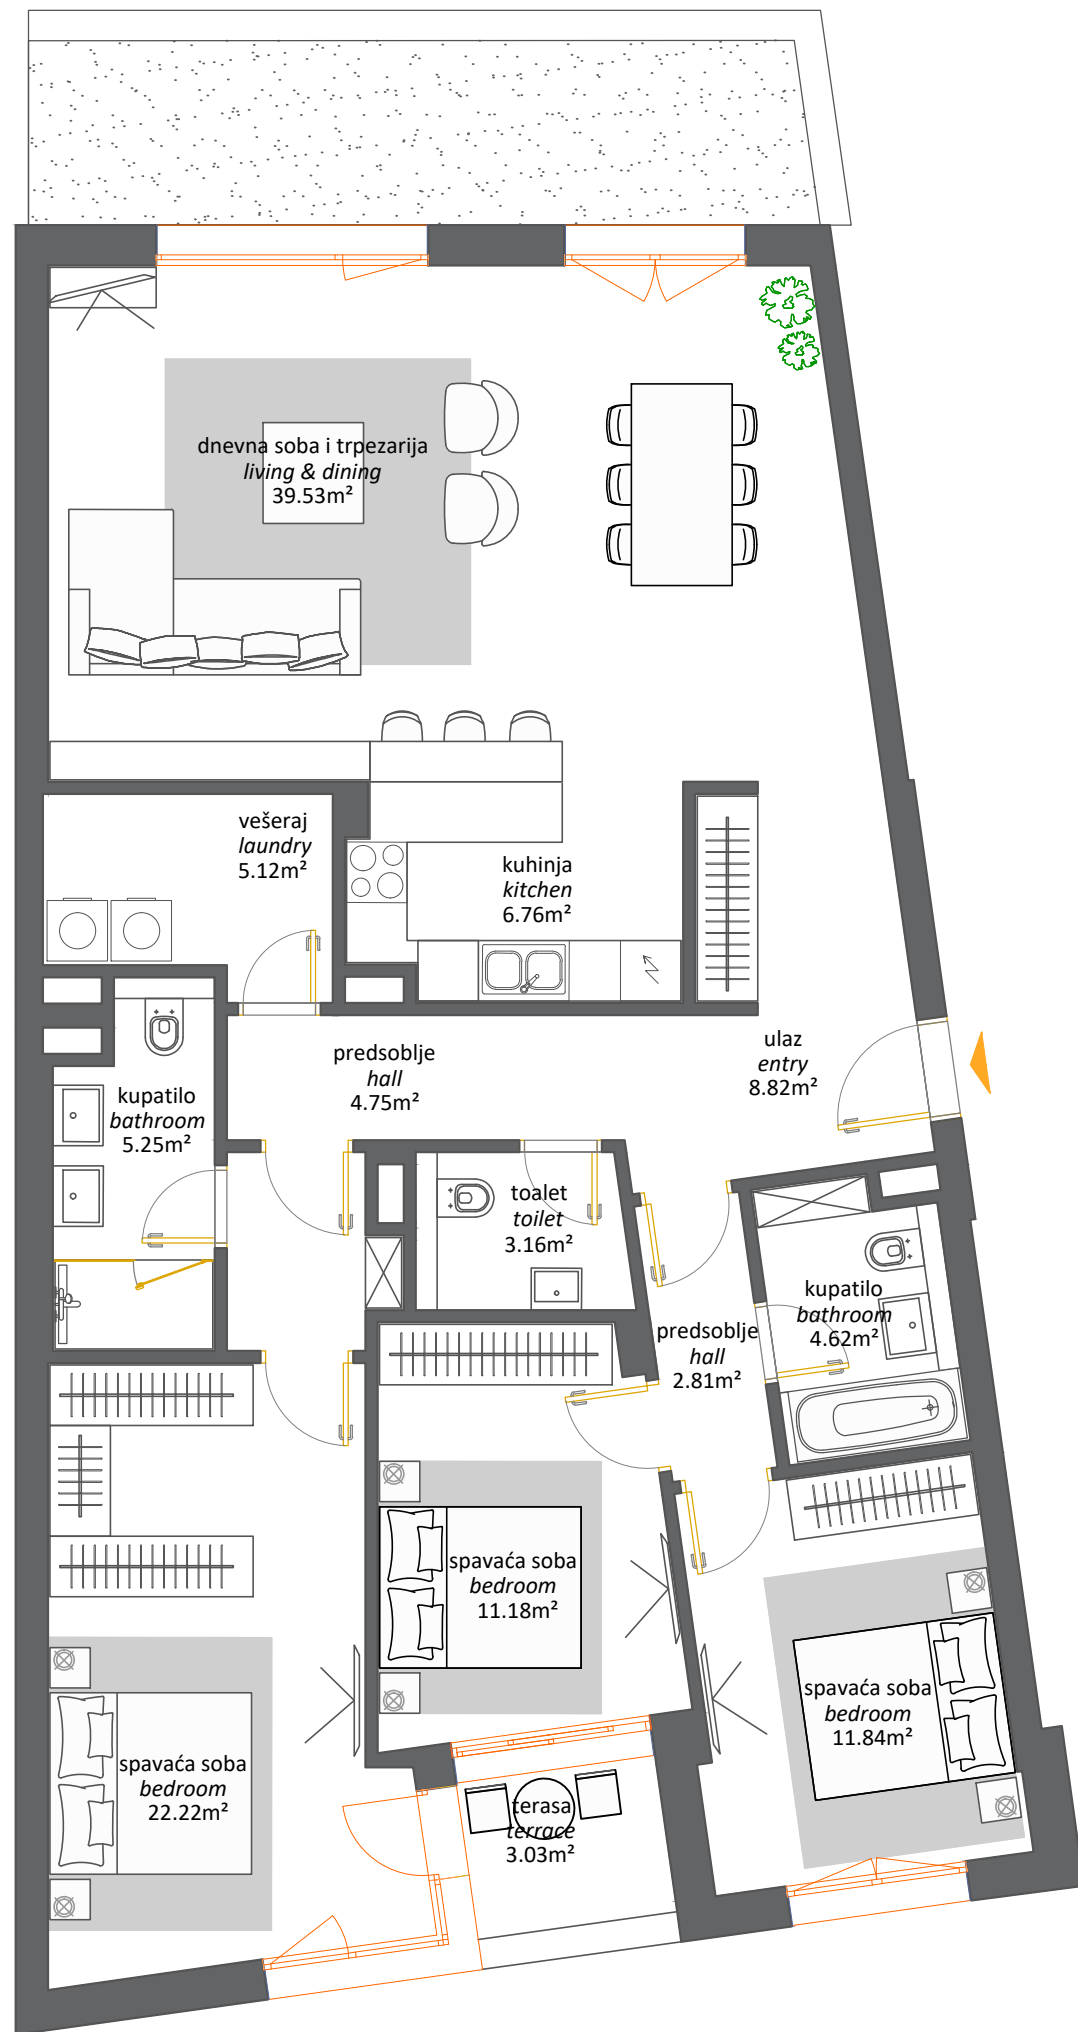 dnevna soba i trpezarija
living & dining
39.53m²
vešeraj
laundry
5.12m²
kuhinja
kitchen
6.76m²
predsoblje
hall
4.75m²
ulaz
entry
8.82m²
kupatilo
bathroom
5.25m²
toalet
toilet
3.16m²
kupatilo
bathroom
4.62m²
predsoblje
hall
2.81m²
spavaća soba
bedroom
11.18m²
spavaća soba
bedroom
11.84m²
spavaća soba
bedroom
22.22m²
terasa
terrace
3.03m²